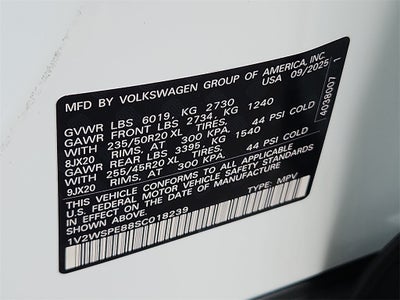 MFD BY VOLKSWAGEN GROUP OF AMERICA, INC.
USA 09/2025
GVWR LBS 6019, KG 2730
GAWR FRONT LBS 2734, KG 1240
WITH 235/50R20 XL TIRES.
8JX20 RIMS. AT 300 KPA. 44 PSI COLD
GAWR REAR LBS 3395, KG 1540
WITH 255/45R20 XL TIRES.
9JX20 RIMS. AT 300 KPA. 44 PSI COLD
THIS VEHICLE CONFORMS TO ALL APPLICABLE
U.S. FEDERAL MOTOR VEHICLE SAFETY STANDARDS
IN EFFECT ON THE DATE OF
MANUFACTURE SHOWN ABOVE.
1V2WSPE88SC018239 TYPE: MPV
4038007 1